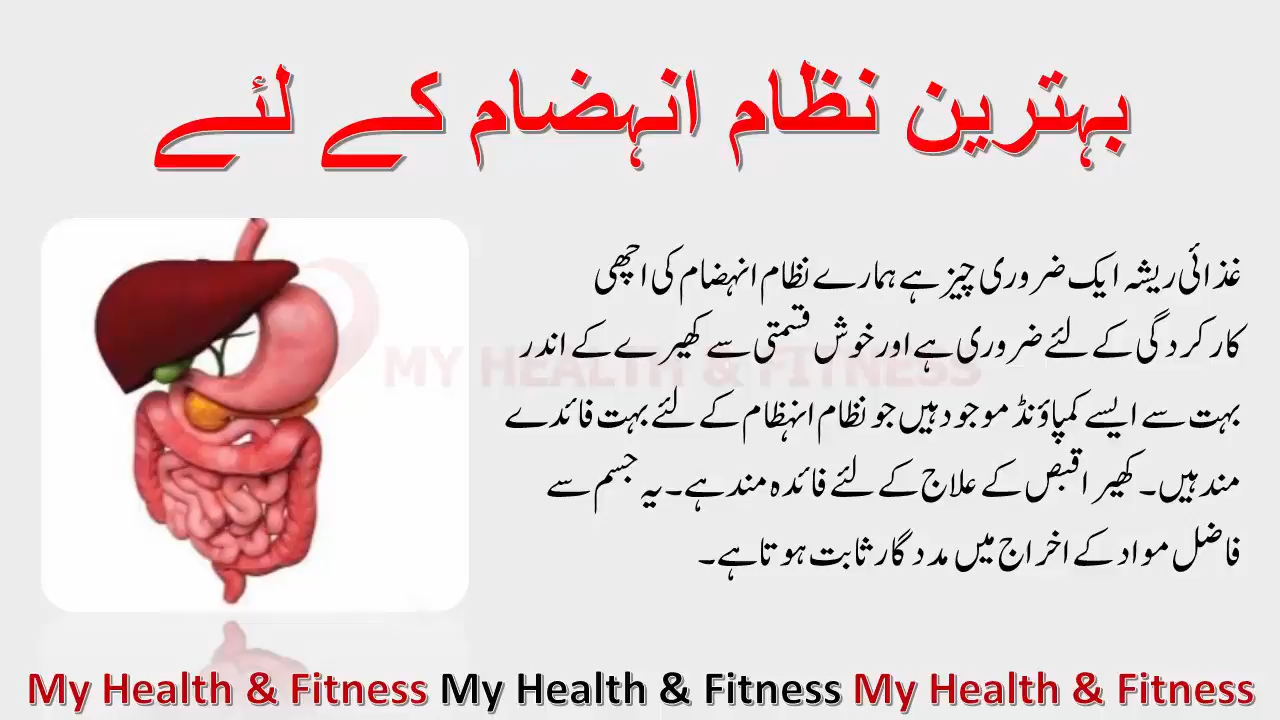 بہترین نظام انہضام کے لئے
غذائی ریشہ ایک ضروری چیز ہے ہمارے نظام انہضام کی اچھی
کارکردگی کے لئے ضروری ہے اور خوش قسمتی سے کھیرے کے اندر
بہت سے ایسے کمپاؤنڈ موجود ہیں جو نظام انہظام کے لئے بہت فائدے
مند ہیں۔ کھیرا قبض کے علاج کے لئے فائدہ مند ہے۔ یہ جسم سے
فاضل مواد کے اخراج میں مددگار ثابت ہوتا ہے۔
MY HEALTH & FITNESS
My Health & Fitness My Health & Fitness My Health & Fitness